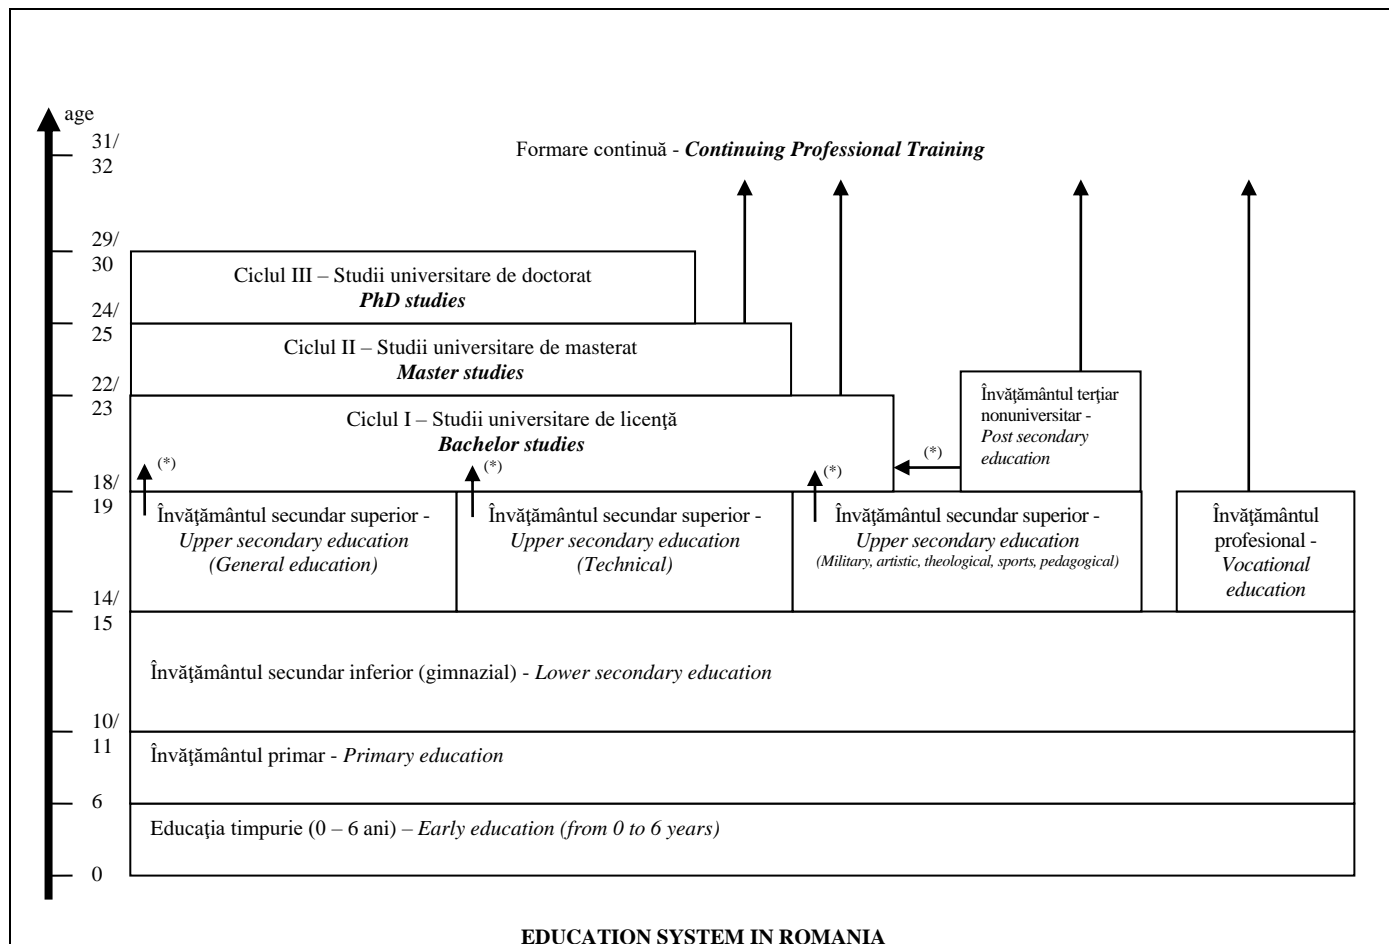 age
31/
32
Formare continuă - Continuing Professional Training
29/
30
Ciclul III – Studii universitare de doctorat
PhD studies
24/
25
Ciclul II – Studii universitare de masterat
Master studies
22/
23
Ciclul I – Studii universitare de licenţă
Bachelor studies
Învăţământul terţiar
nonuniversitar -
Post secondary
education
(*)
(*)
(*)
(*)
18/
19
Învăţământul secundar superior -
Upper secondary education
(General education)
Învăţământul secundar superior -
Upper secondary education
(Technical)
Învăţământul secundar superior -
Upper secondary education
(Military, artistic, theological, sports, pedagogical)
Învăţământul
profesional -
Vocational
education
14/
15
Învăţământul secundar inferior (gimnazial) - Lower secondary education
10/
11
Învăţământul primar - Primary education
6
Educaţia timpurie (0 – 6 ani) – Early education (from 0 to 6 years)
0
EDUCATION SYSTEM IN ROMANIA